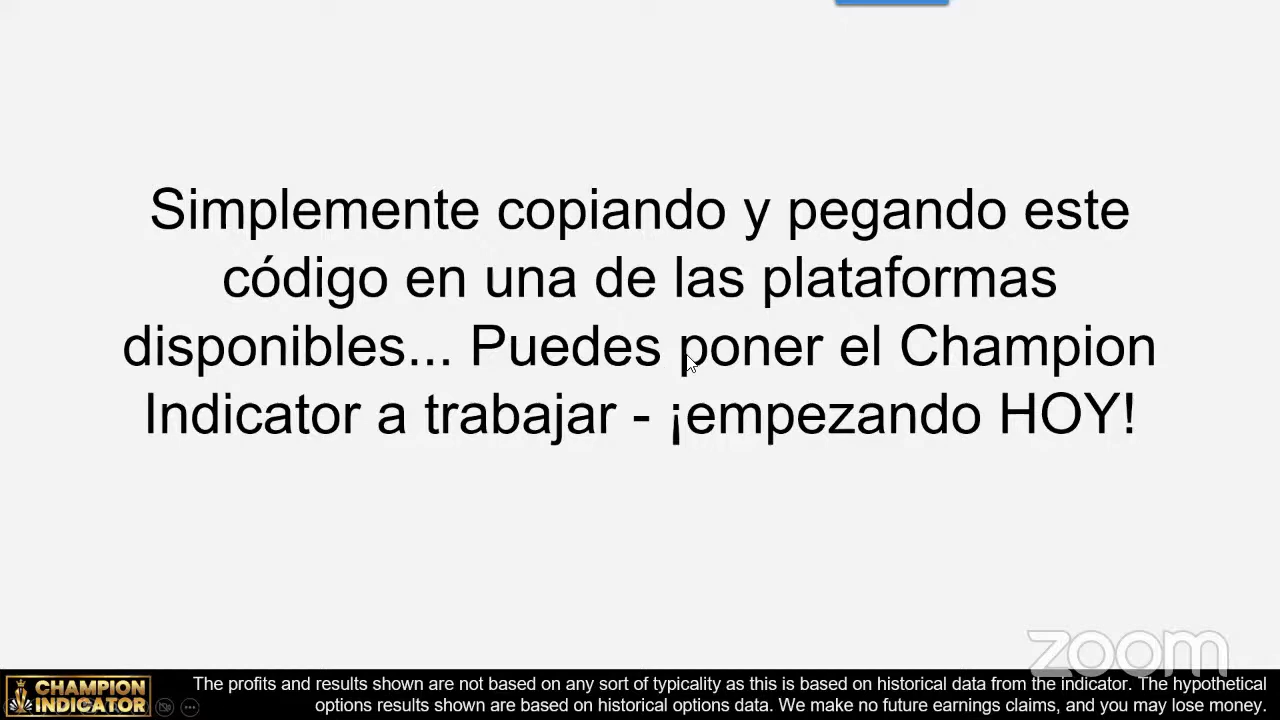 Simplemente copiando y pegando este
código en una de las plataformas
disponibles... Puedes poner el Champion
Indicator a trabajar - ¡empezando HOY!
zoom
CHAMPION
INDICATOR
The profits and results shown are not based on any sort of typicality as this is based on historical data from the indicator. The hypothetical
options results shown are based on historical options data. We make no future earnings claims, and you may lose money.